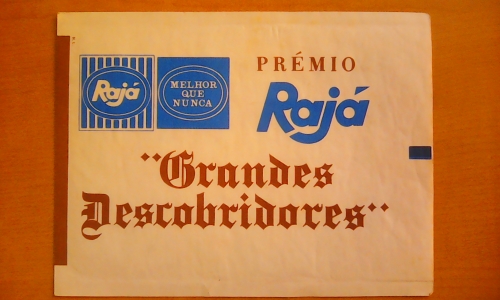 Rajá
MELHOR
QUE
NUNCA
PRÉMIO
Rajá
"Grandes
Descobridores"